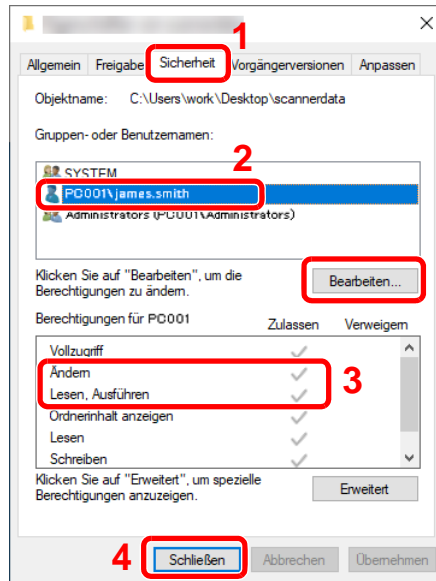 1
Allgemein Freigabe Sicherheit Vorgängerversionen Anpassen
Objektname: C:\Users\work\Desktop\scannerdata
Gruppen- oder Benutzernamen:
2
SYSTEM
PC001\james.smith
Administrators (PC001\Administrators)
Klicken Sie auf "Bearbeiten", um die
Berechtigungen zu ändern.
Bearbeiten...
Berechtigungen für PC001 Zulassen Verweigern
Vollzugriff
Ändern
Lesen, Ausführen
3
Ordnerinhalt anzeigen
Lesen
Schreiben
Klicken Sie auf "Erweitert", um spezielle
Berechtigungen anzuzeigen.
Erweitert
4 Schließen Abbrechen Übernehmen